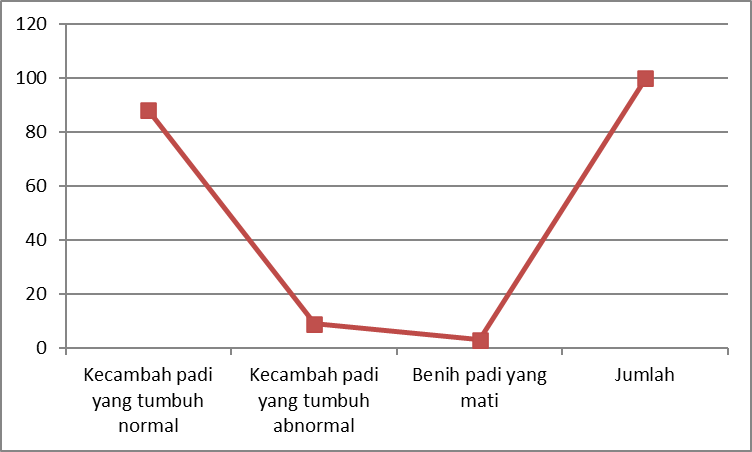 120
100
80
60
40
20
0
Kecambah padi
yang tumbuh
normal
Kecambah padi
yang tumbuh
abnormal
Benih padi yang
mati
Jumlah